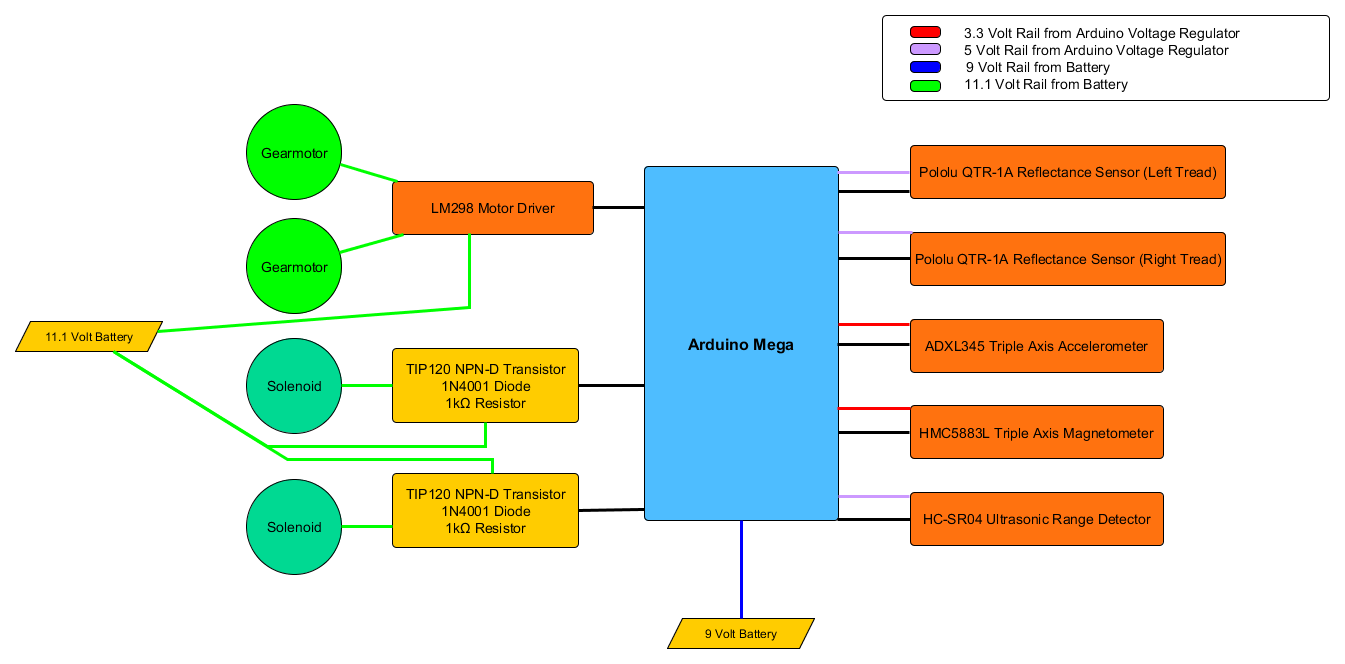 3.3 Volt Rail from Arduino Voltage Regulator
5 Volt Rail from Arduino Voltage Regulator
9 Volt Rail from Battery
11.1 Volt Rail from Battery
Gearmotor
LM298 Motor Driver
Gearmotor
11.1 Volt Battery
Solenoid
TIP120 NPN-D Transistor
1N4001 Diode
1kΩ Resistor
Solenoid
TIP120 NPN-D Transistor
1N4001 Diode
1kΩ Resistor
Arduino Mega
9 Volt Battery
Pololu QTR-1A Reflectance Sensor (Left Tread)
Pololu QTR-1A Reflectance Sensor (Right Tread)
ADXL345 Triple Axis Accelerometer
HMC5883L Triple Axis Magnetometer
HC-SR04 Ultrasonic Range Detector